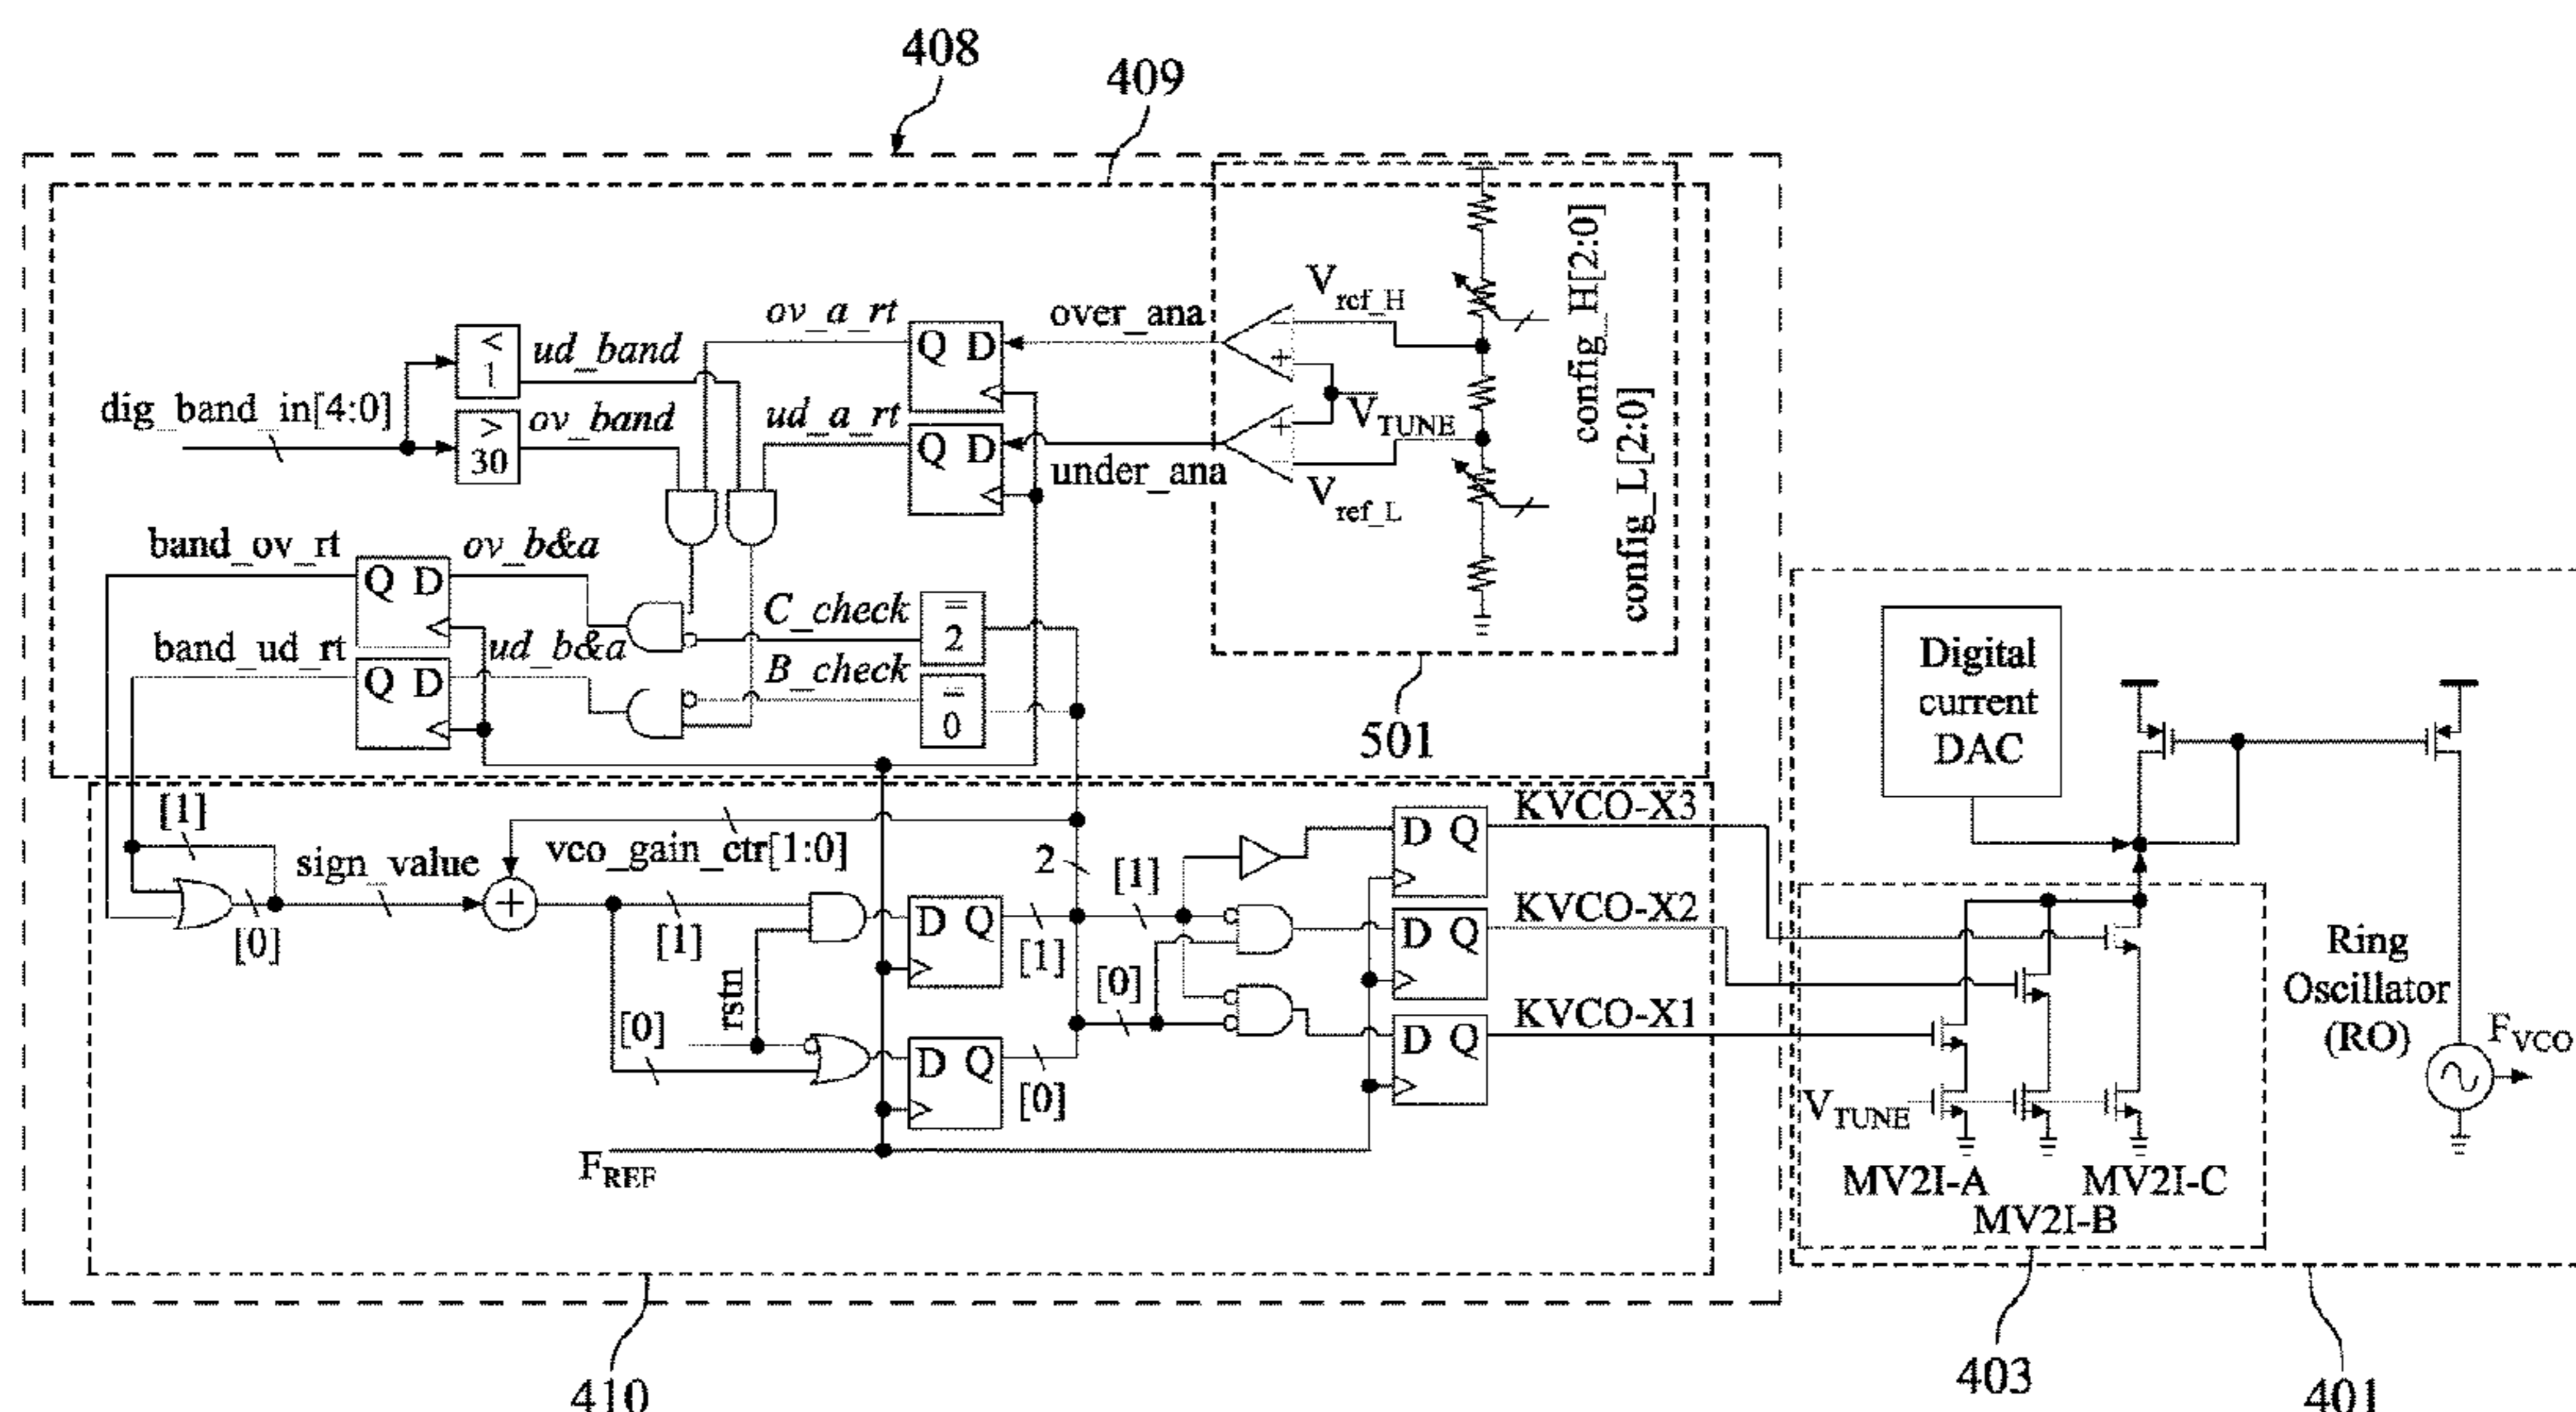 408
409
V_ref_H
config_H[2:0]
ov_a_rt
over_ana
Q D
<
1
ud_band
dig_band_in[4:0]
>
30
ov_band
ud_a_rt
Q D
+
V_TUNE
+
under_ana
V_ref_L
config_L[2:0]
band_ov_rt
ov_b&a
Q D
C_check
=
2
band_ud_rt
ud_b&a
Q D
B_check
=
0
501
Digital
current
DAC
[1]
sign_value
vco_gain_ctr[1:0]
2
[1]
KVCO-X3
D Q
+
[0]
[1]
D Q
[1]
KVCO-X2
D Q
rstn
[0]
[0]
KVCO-X1
D Q
D Q
[0]
F_REF
Ring
Oscillator
(RO)
F_VCO
V_TUNE
MV2I-A
MV2I-C
MV2I-B
410
403
401